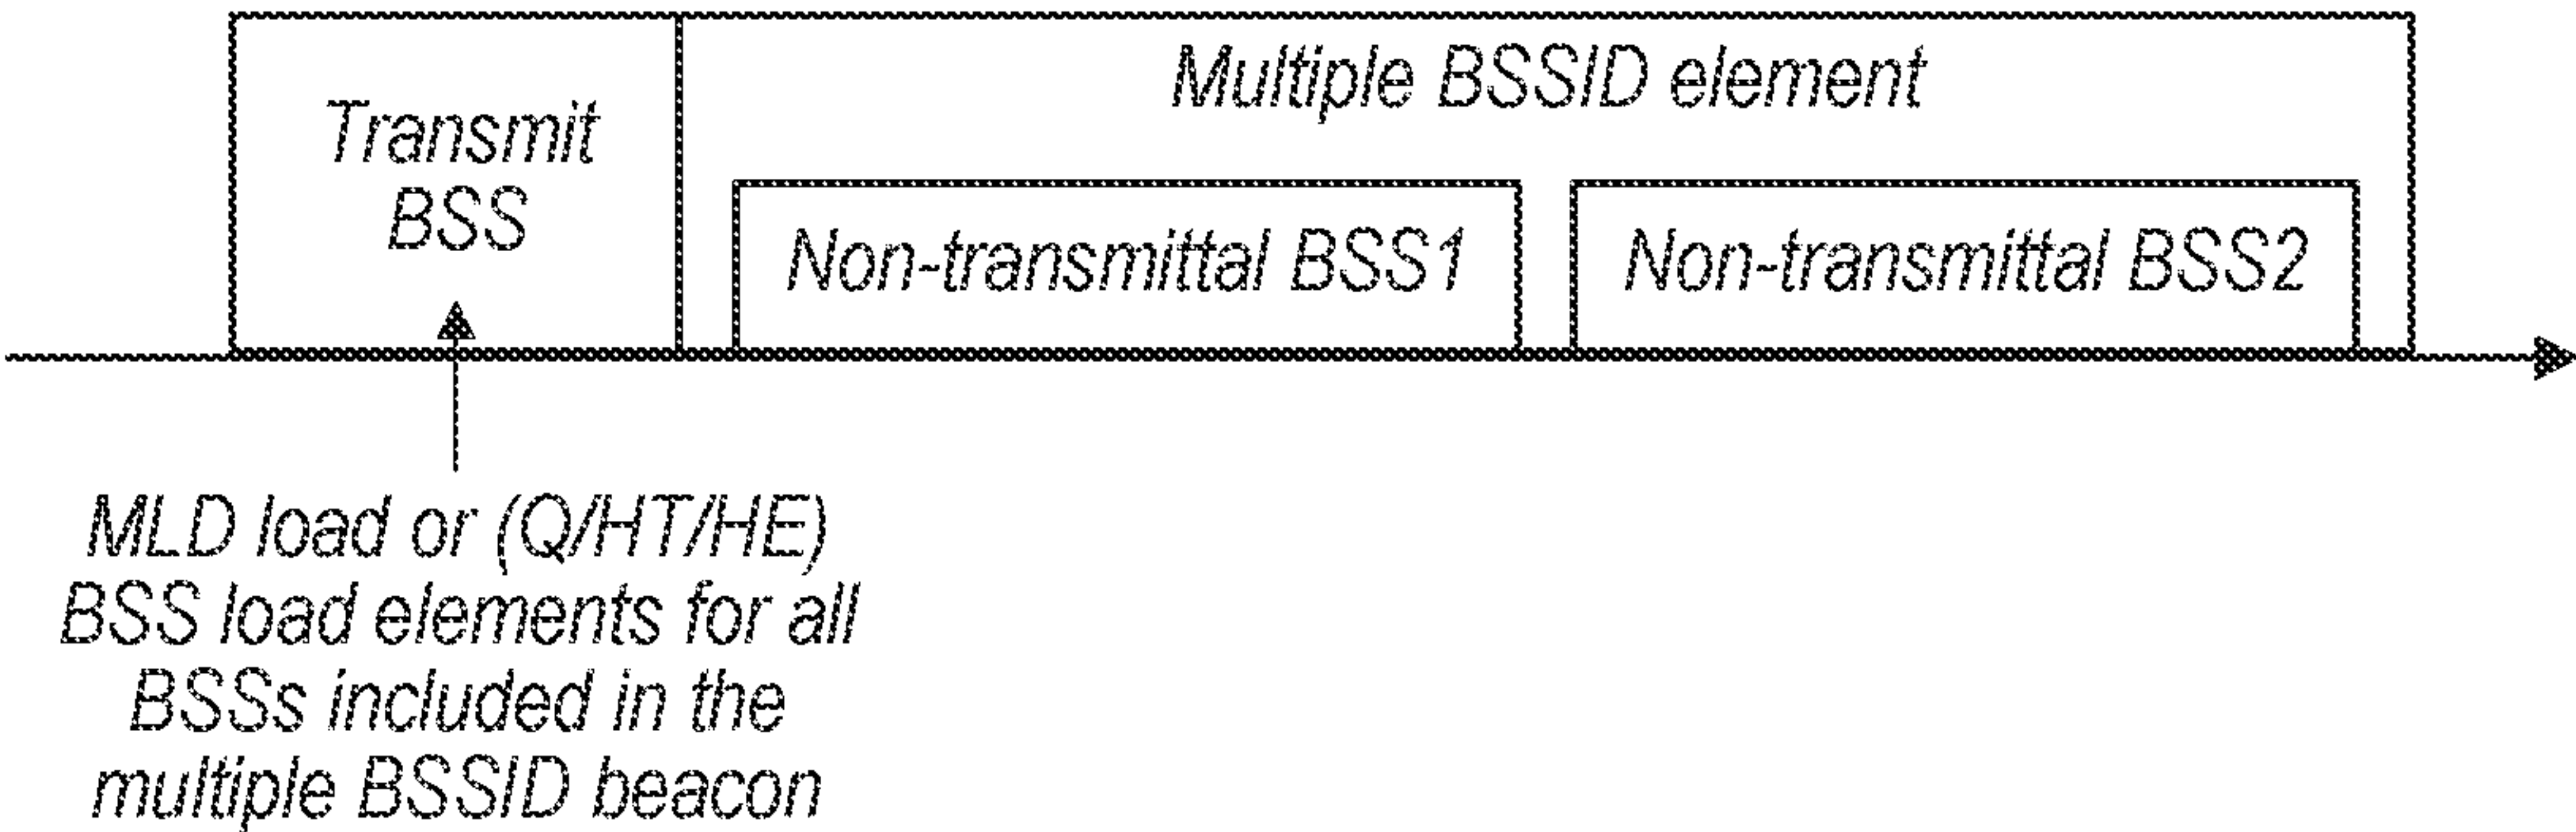 Transmit
BSS
Multiple BSSID element
Non-transmittal BSS1
Non-transmittal BSS2
MLD load or (Q/HT/HE)
BSS load elements for all
BSSs included in the
multiple BSSID beacon